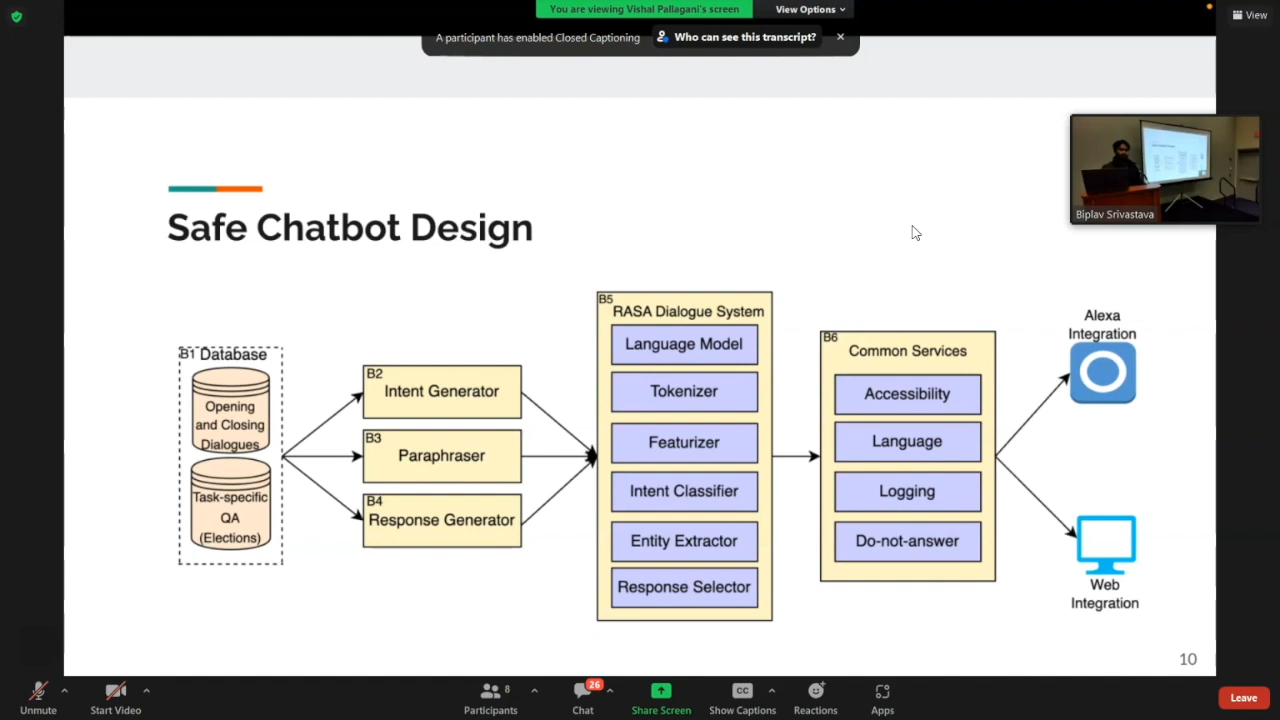 You are viewing Vishal Pallagani's screen
View Options
View
A participant has enabled Closed Captioning
Who can see this transcript?
Biplav Srivastava
Safe Chatbot Design
B1 Database
Opening
and Closing
Dialogues
Task-specific
QA
(Elections)
B2
Intent Generator
B3
Paraphraser
B4
Response Generator
B5
RASA Dialogue System
Language Model
Tokenizer
Featurizer
Intent Classifier
Entity Extractor
Response Selector
B6
Common Services
Accessibility
Language
Logging
Do-not-answer
Alexa
Integration
Web
Integration
10
Unmute
Start Video
8
Participants
26
Chat
Share Screen
CC
Show Captions
Reactions
Apps
Leave